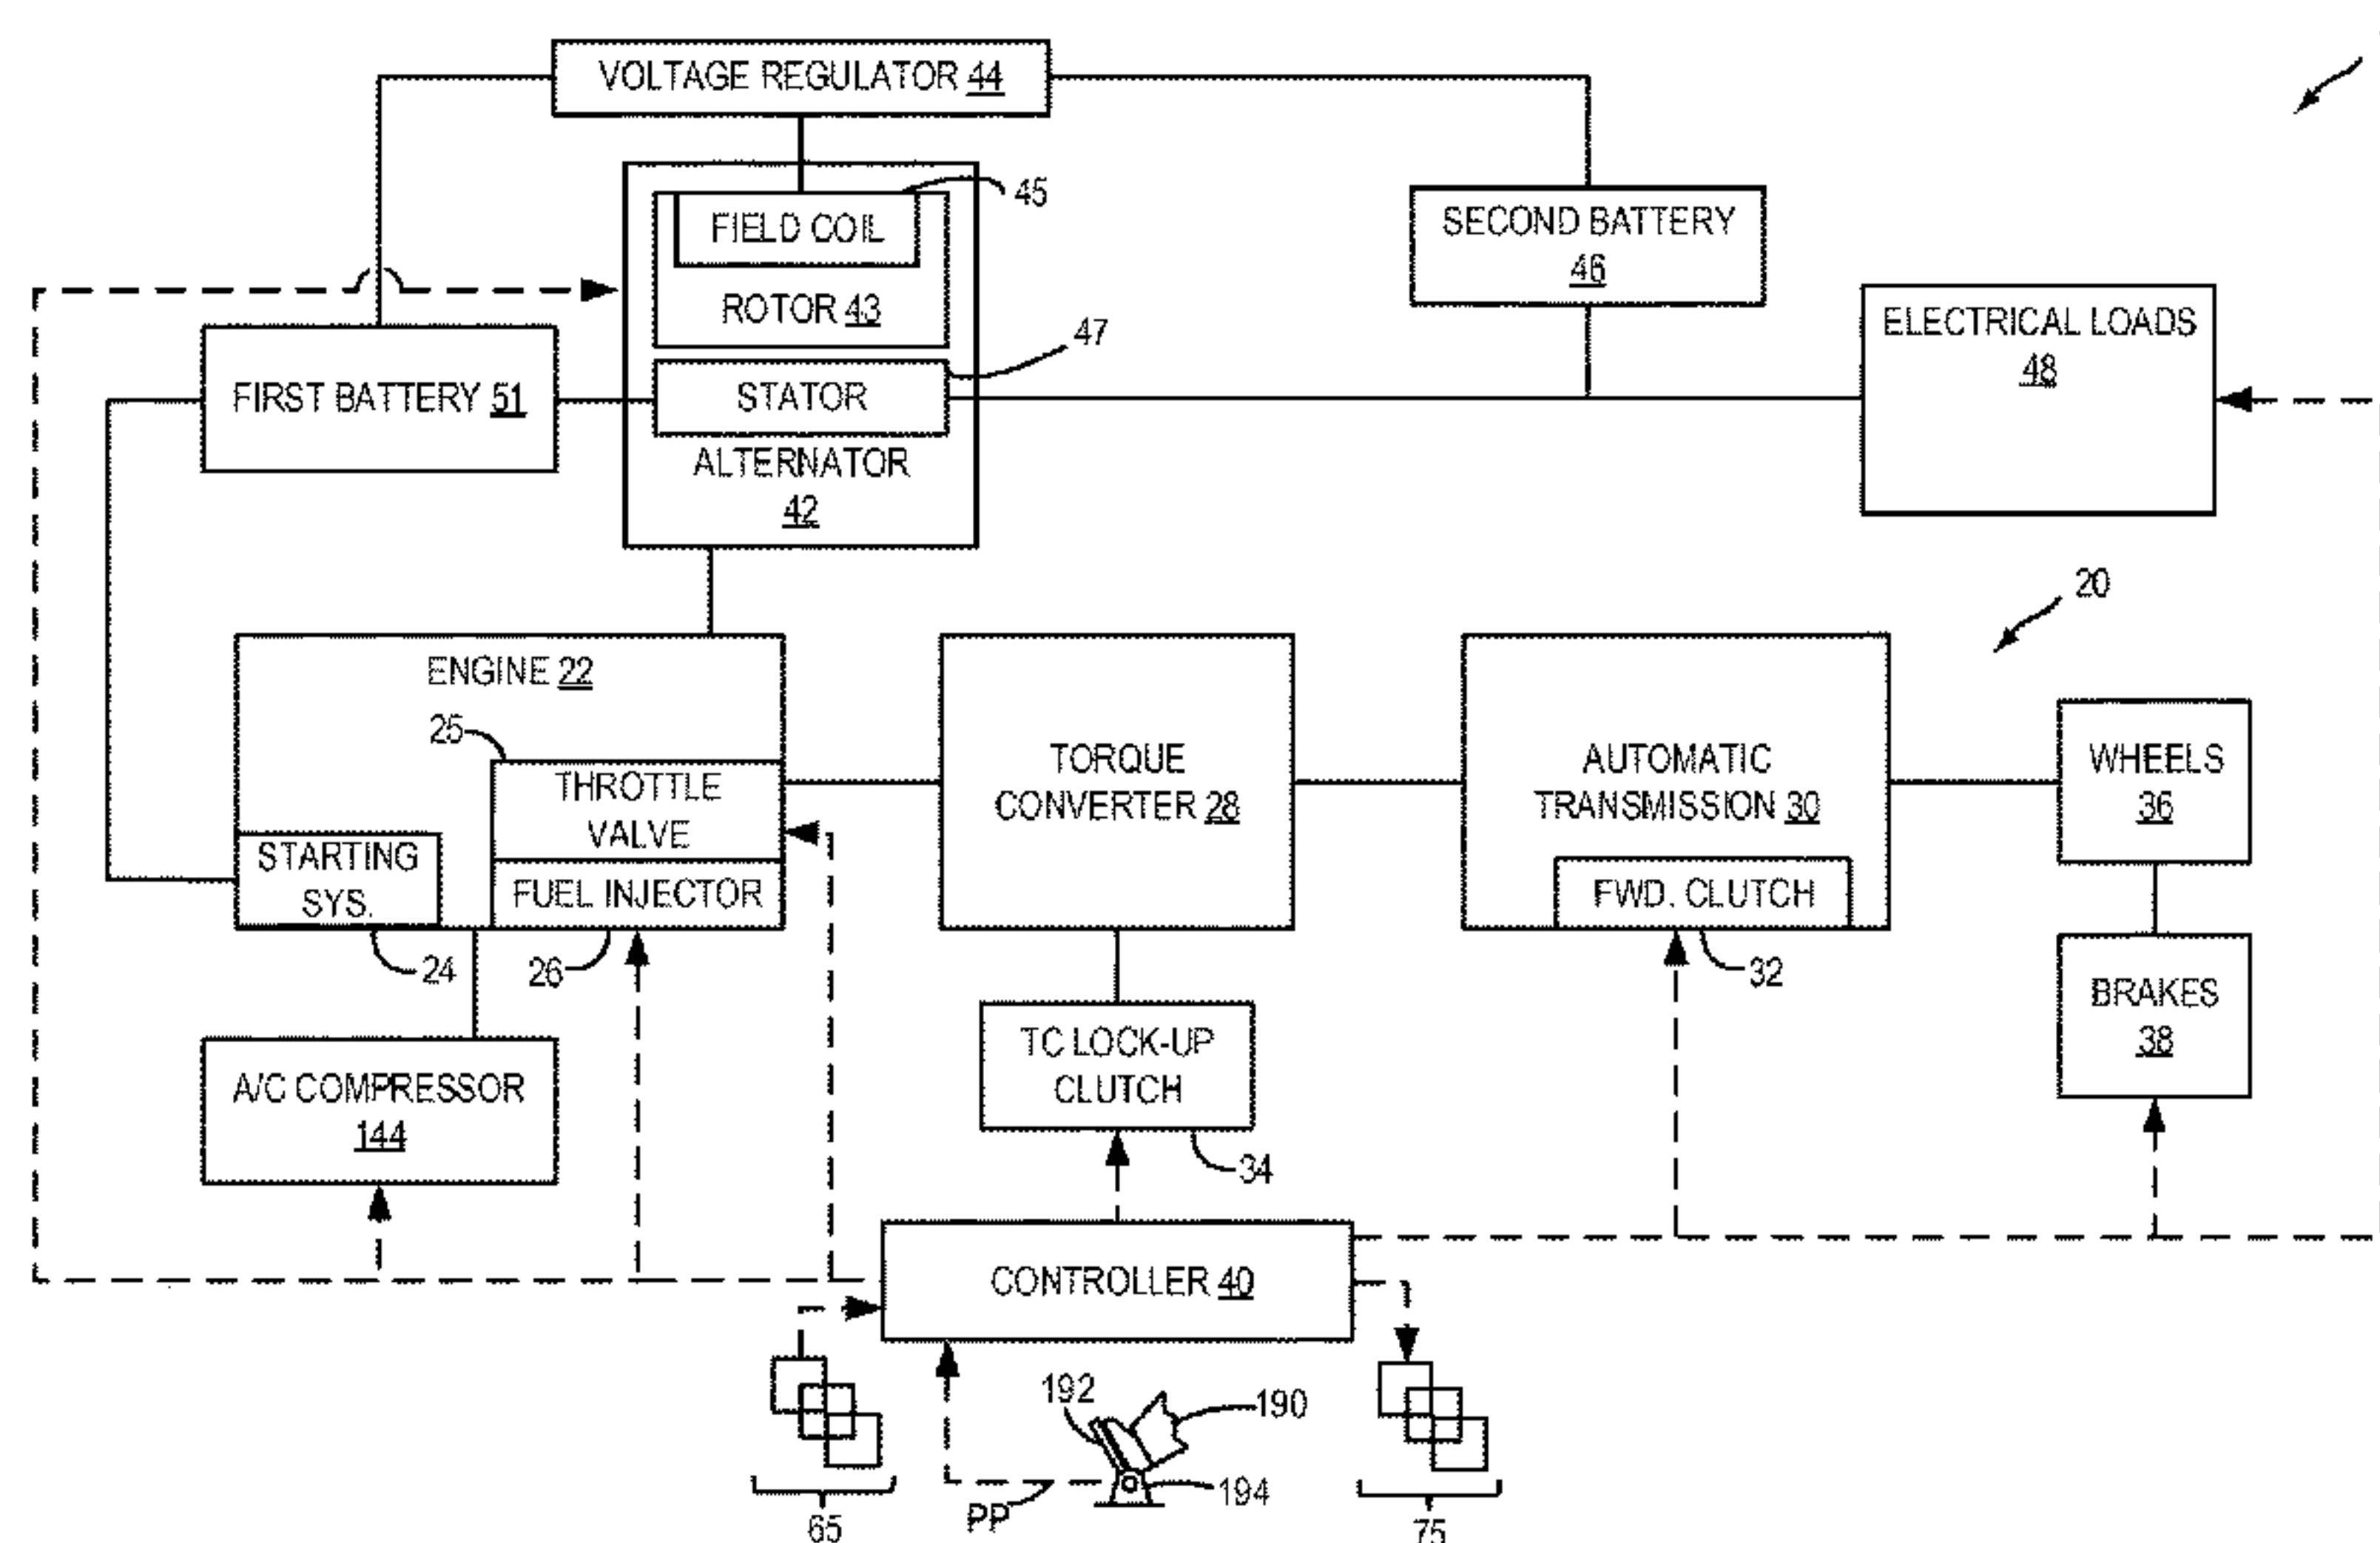 VOLTAGE REGULATOR 44
45
FIELD COIL
ROTOR 43
SECOND BATTERY
46
47
ELECTRICAL LOADS
48
FIRST BATTERY 51
STATOR
ALTERNATOR
42
20
ENGINE 22
25
THROTTLE
VALVE
TORQUE
CONVERTER 28
AUTOMATIC
TRANSMISSION 30
WHEELS
36
STARTING
SYS.
FUEL INJECTOR
FWD. CLUTCH
24
26
32
BRAKES
38
TC LOCK-UP
CLUTCH
A/C COMPRESSOR
144
34
CONTROLLER 40
192
190
194
PP
65
75